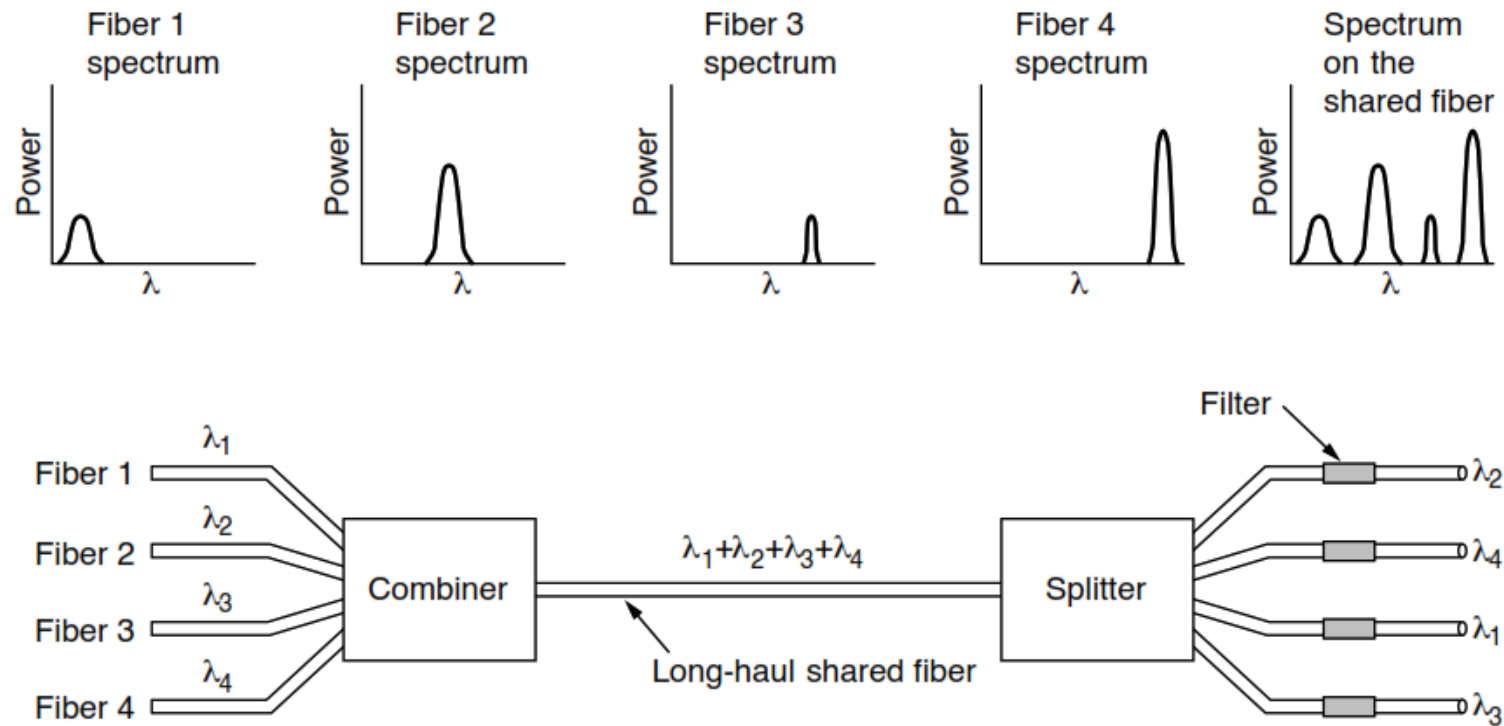 Fiber 1
spectrum
Fiber 2
spectrum
Fiber 3
spectrum
Fiber 4
spectrum
Spectrum
on the
shared fiber
Power
λ
Power
λ
Power
λ
Power
λ
Power
λ
Filter
Fiber 1
λ1
Fiber 2
λ2
Fiber 3
λ3
Fiber 4
λ4
Combiner
λ1+λ2+λ3+λ4
Long-haul shared fiber
Splitter
λ2
λ4
λ1
λ3